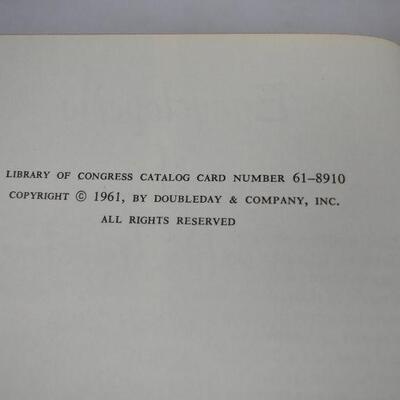 LIBRARY OF CONGRESS CATALOG CARD NUMBER 61–8910
COPYRIGHT © 1961, BY DOUBLEDAY & COMPANY, INC.
ALL RIGHTS RESERVED